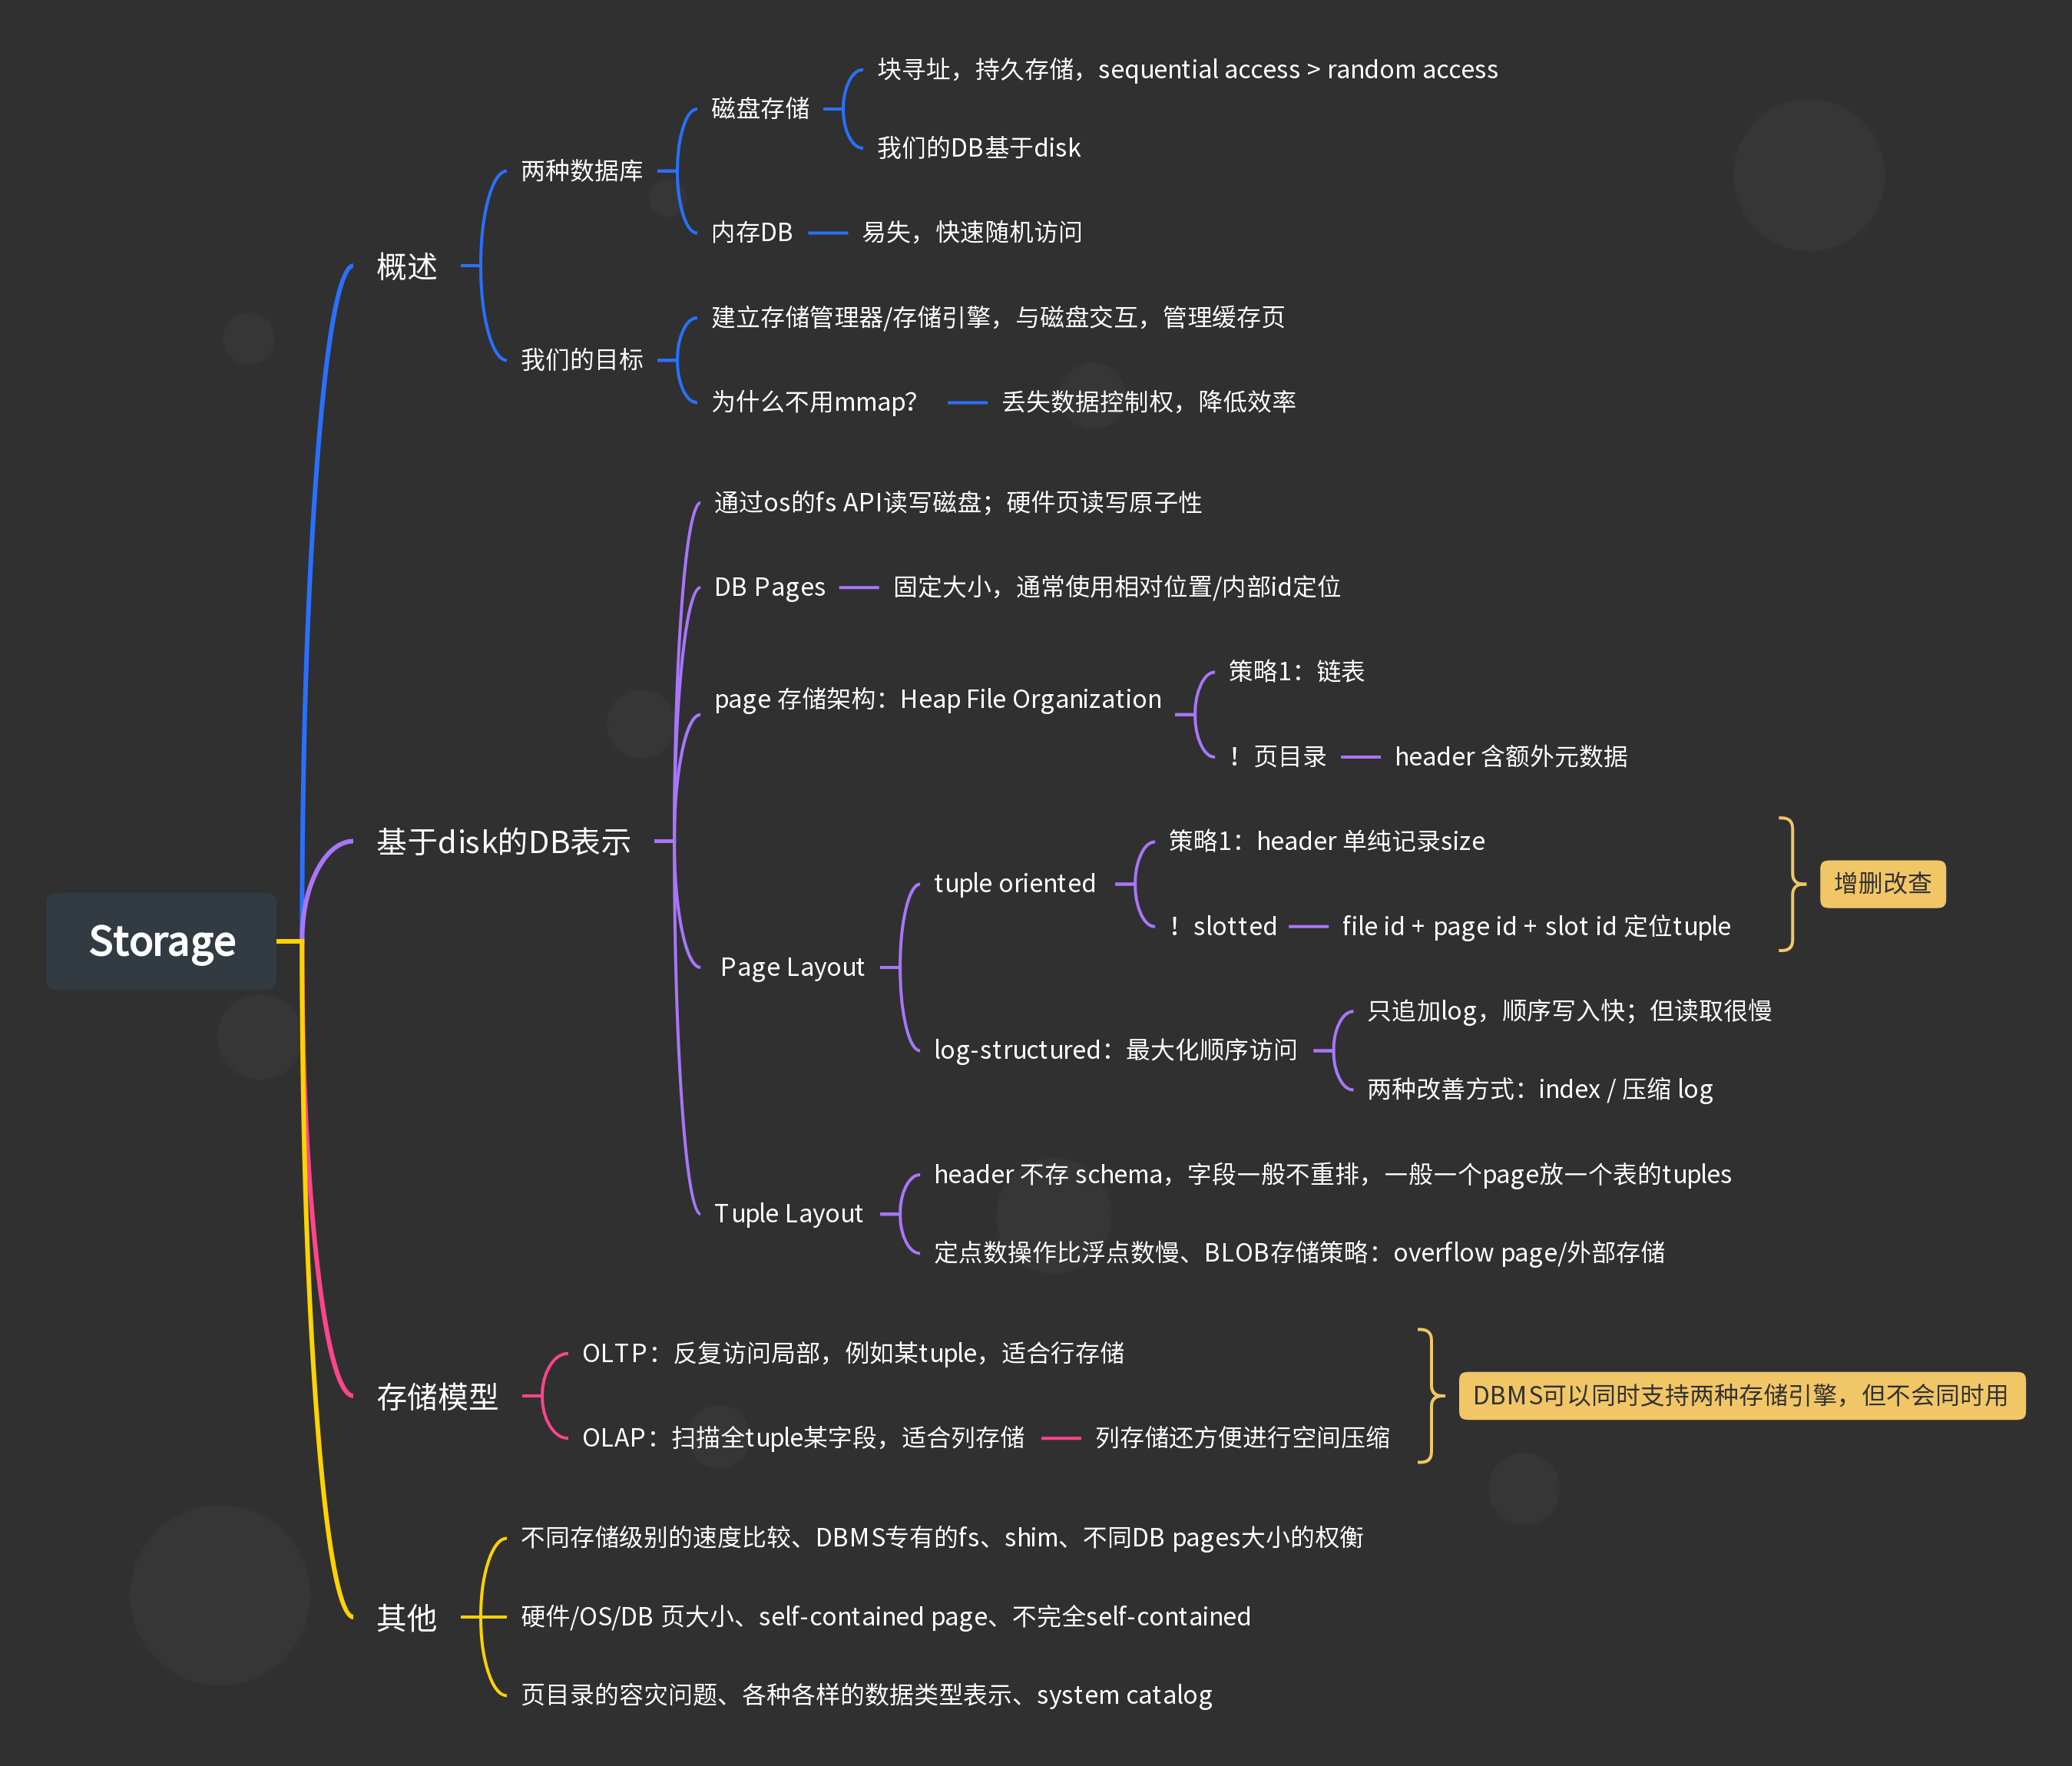 Storage
概述
两种数据库
磁盘存储
块寻址，持久存储，sequential access > random access
我们的DB基于disk
内存DB
易失，快速随机访问
我们的目标
建立存储管理器/存储引擎，与磁盘交互，管理缓存页
为什么不用mmap？
丢失数据控制权，降低效率
基于disk的DB表示
通过os的fs API读写磁盘；硬件页读写原子性
DB Pages
固定大小，通常使用相对位置/内部id定位
page 存储架构：Heap File Organization
策略1：链表
！页目录
header 含额外元数据
Page Layout
tuple oriented
策略1：header 单纯记录size
！slotted
file id + page id + slot id 定位tuple
增删改查
log-structured：最大化顺序访问
只追加log，顺序写入快；但读取很慢
两种改善方式：index / 压缩 log
Tuple Layout
header 不存 schema，字段一般不重排，一般一个page放一个表的tuples
定点数操作比浮点数慢、BLOB存储策略：overflow page/外部存储
存储模型
OLTP：反复访问局部，例如某tuple，适合行存储
OLAP：扫描全tuple某字段，适合列存储
列存储还方便进行空间压缩
DBMS可以同时支持两种存储引擎，但不会同时用
其他
不同存储级别的速度比较、DBMS专有的fs、shim、不同DB pages大小的权衡
硬件/OS/DB 页大小、self-contained page、不完全self-contained
页目录的容灾问题、各种各样的数据类型表示、system catalog